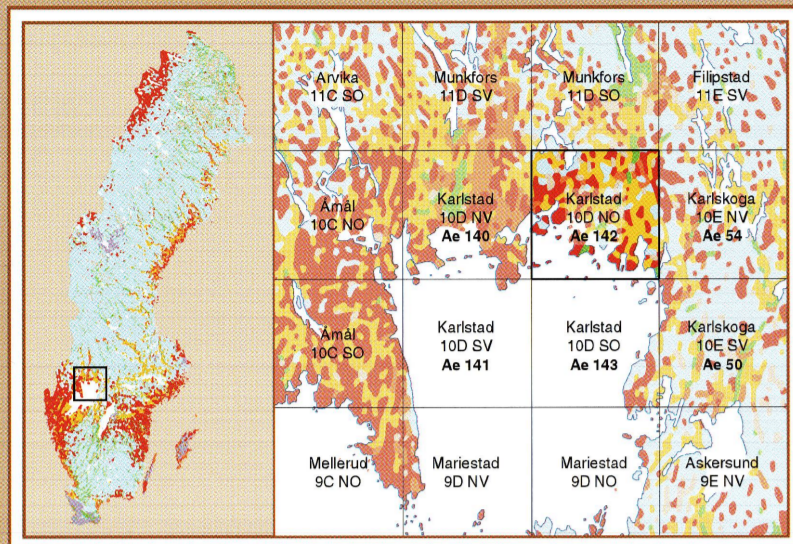 Arvika
11C SO
Munkfors
11D SV
Munkfors
11D SO
Filipstad
11E SV
Åmål
10C NO
Karlstad
10D NV
Ae 140
Karlstad
10D NO
Ae 142
Karlskoga
10E NV
Ae 54
Åmål
10C SO
Karlstad
10D SV
Ae 141
Karlstad
10D SO
Ae 143
Karlskoga
10E SV
Ae 50
Mellerud
9C NO
Mariestad
9D NV
Mariestad
9D NO
Askersund
9E NV